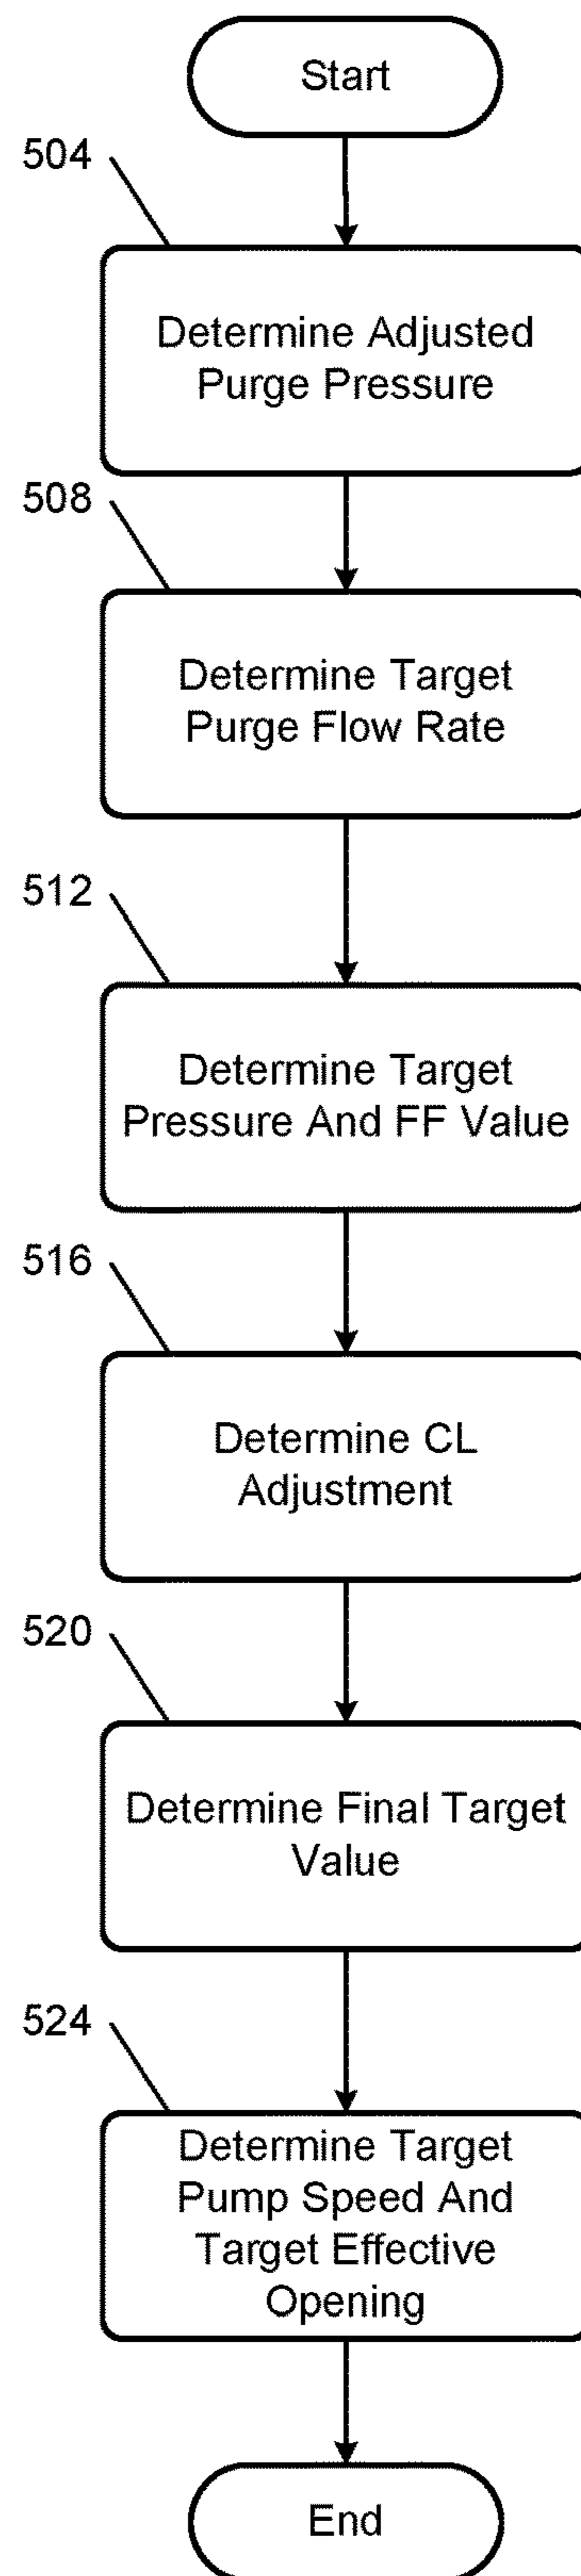 Start
504
Determine Adjusted
Purge Pressure
508
Determine Target
Purge Flow Rate
512
Determine Target
Pressure And FF Value
516
Determine CL
Adjustment
520
Determine Final Target
Value
524
Determine Target
Pump Speed And
Target Effective
Opening
End